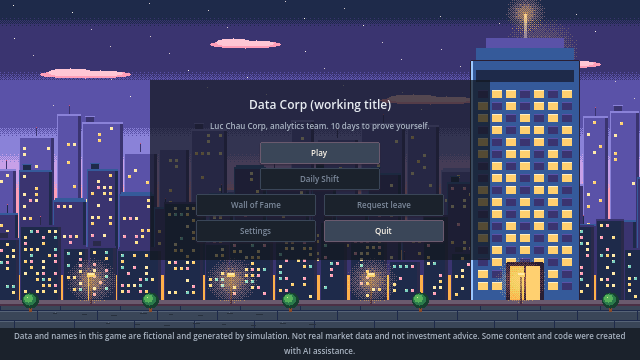 Data Corp (working title)
Luc Chau Corp, analytics team. 10 days to prove yourself.
Play
Daily Shift
Wall of Fame
Request leave
Settings
Quit
Data and names in this game are fictional and generated by simulation. Not real market data and not investment advice. Some content and code were created
with AI assistance.